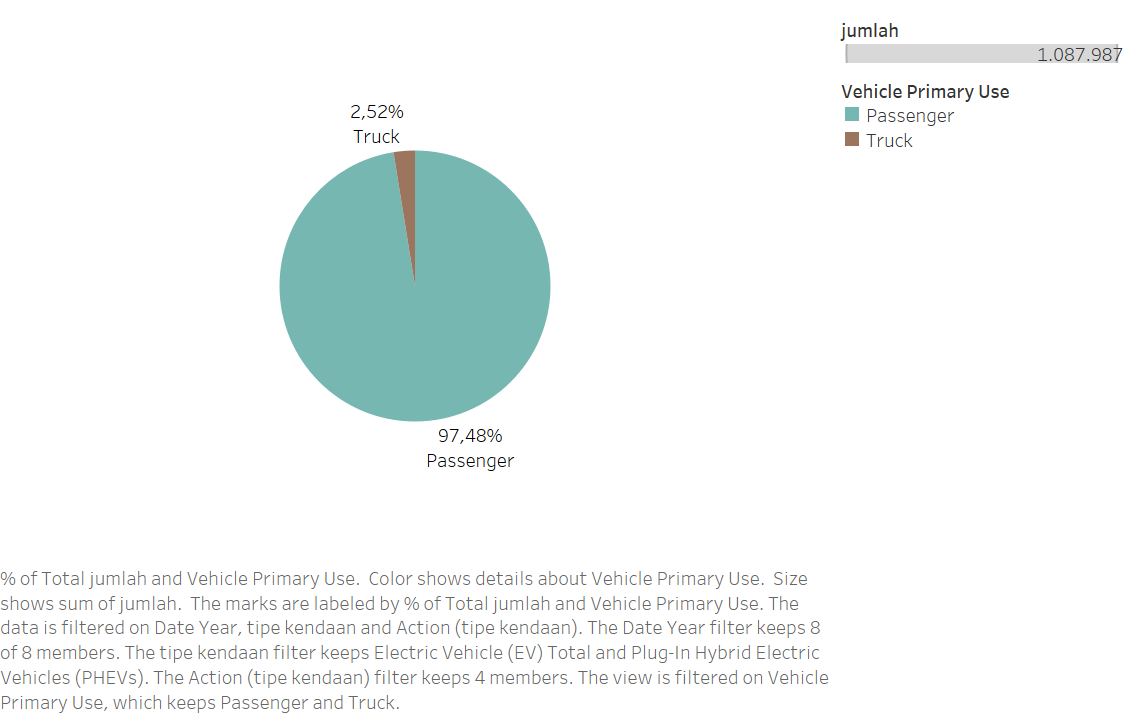 jumlah
1.087.987
Vehicle Primary Use
Passenger
Truck
2,52%
Truck
97,48%
Passenger
% of Total jumlah and Vehicle Primary Use.  Color shows details about Vehicle Primary Use.  Size
shows sum of jumlah.  The marks are labeled by % of Total jumlah and Vehicle Primary Use. The
data is filtered on Date Year, tipe kendaan and Action (tipe kendaan). The Date Year filter keeps 8
of 8 members. The tipe kendaan filter keeps Electric Vehicle (EV) Total and Plug-In Hybrid Electric
Vehicles (PHEVs). The Action (tipe kendaan) filter keeps 4 members. The view is filtered on Vehicle
Primary Use, which keeps Passenger and Truck.